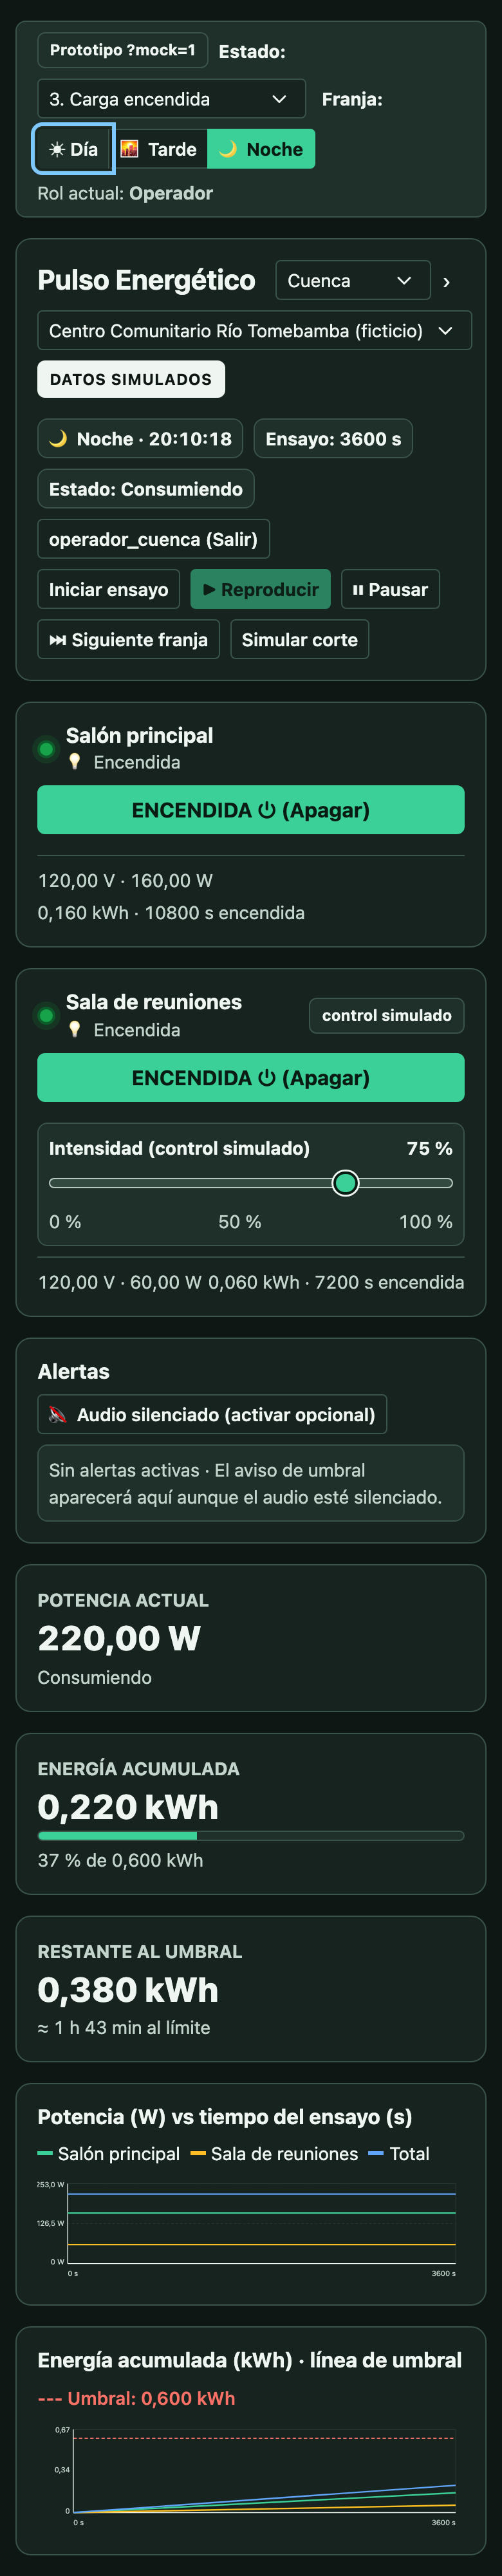 Prototipo ?mock=1 Estado:
3. Carga encendida Franja:
☀ Día 🌇 Tarde 🌙 Noche
Rol actual: Operador
Pulso Energético Cuenca ›
Centro Comunitario Río Tomebamba (ficticio)
DATOS SIMULADOS
🌙 Noche · 20:10:18 Ensayo: 3600 s
Estado: Consumiendo
operador_cuenca (Salir)
Iniciar ensayo ▶ Reproducir ⏸ Pausar
⏭ Siguiente franja Simular corte
Salón principal
💡 Encendida
ENCENDIDA ⏻ (Apagar)
120,00 V · 160,00 W
0,160 kWh · 10800 s encendida
Sala de reuniones control simulado
💡 Encendida
ENCENDIDA ⏻ (Apagar)
Intensidad (control simulado) 75 %
0 % 50 % 100 %
120,00 V · 60,00 W 0,060 kWh · 7200 s encendida
Alertas
🔕 Audio silenciado (activar opcional)
Sin alertas activas · El aviso de umbral
aparecerá aquí aunque el audio esté silenciado.
POTENCIA ACTUAL
220,00 W
Consumiendo
ENERGÍA ACUMULADA
0,220 kWh
37 % de 0,600 kWh
RESTANTE AL UMBRAL
0,380 kWh
≈ 1 h 43 min al límite
Potencia (W) vs tiempo del ensayo (s)
Salón principal Sala de reuniones Total
253,0 W
126,5 W
0 W
0 s 3600 s
Energía acumulada (kWh) · línea de umbral
--- Umbral: 0,600 kWh
0,67
0,34
0
0 s 3600 s